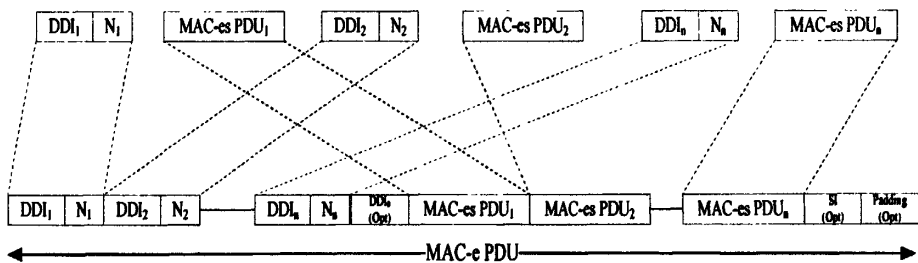 DDI₁ N₁ MAC-es PDU₁ DDI₂ N₂ MAC-es PDU₂ DDIₙ Nₙ MAC-es PDUₙ
DDI₁ N₁ DDI₂ N₂ DDIₙ Nₙ DDI₀ (Opt) MAC-es PDU₁ MAC-es PDU₂ MAC-es PDUₙ SI (Opt) Padding (Opt)
MAC-e PDU